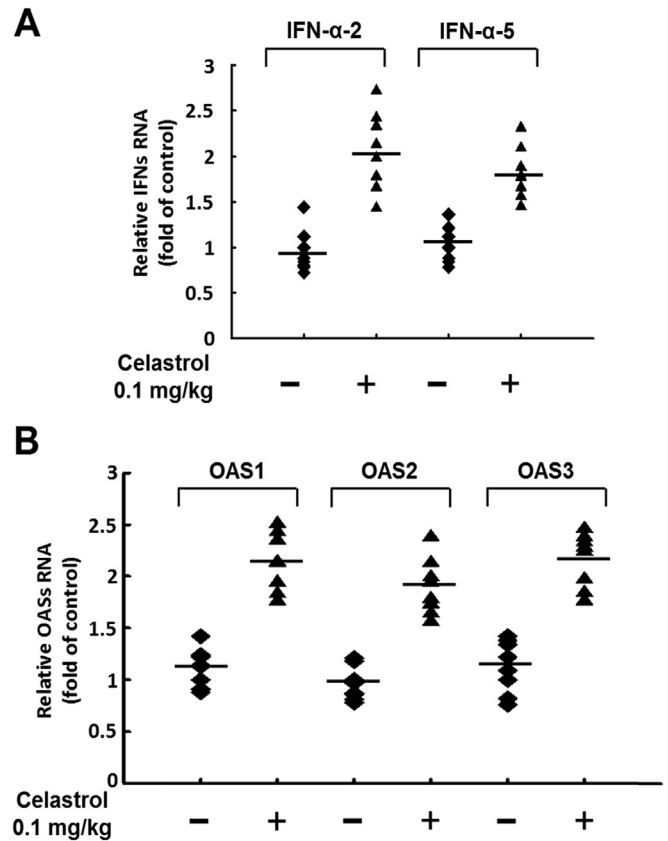 A
IFN-α-2 IFN-α-5
Relative IFNs RNA
(fold of control)
3
2.5
2
1.5
1
0.5
0
Celastrol
0.1 mg/kg − + − +
B
OAS1 OAS2 OAS3
Relative OASs RNA
(fold of control)
3
2.5
2
1.5
1
0.5
0
Celastrol
0.1 mg/kg − + − + − +